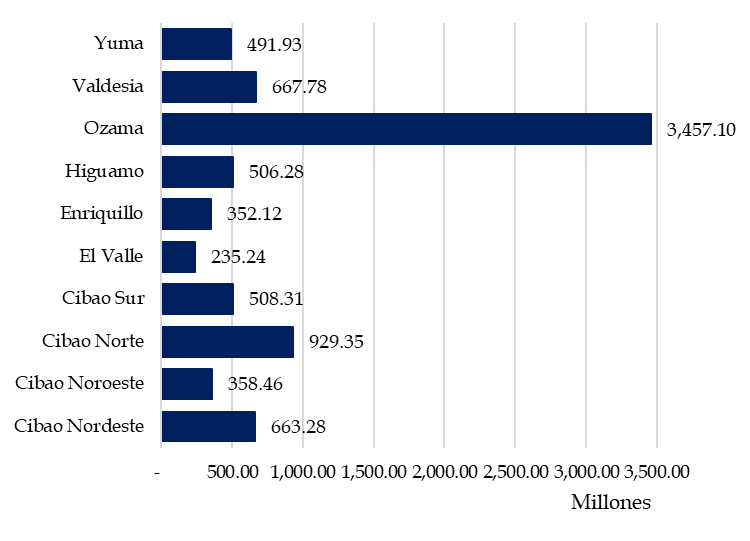 Yuma 491.93
Valdesia 667.78
Ozama 3,457.10
Higuamo 506.28
Enriquillo 352.12
El Valle 235.24
Cibao Sur 508.31
Cibao Norte 929.35
Cibao Noroeste 358.46
Cibao Nordeste 663.28
- 500.00 1,000.00 1,500.00 2,000.00 2,500.00 3,000.00 3,500.00
Millones